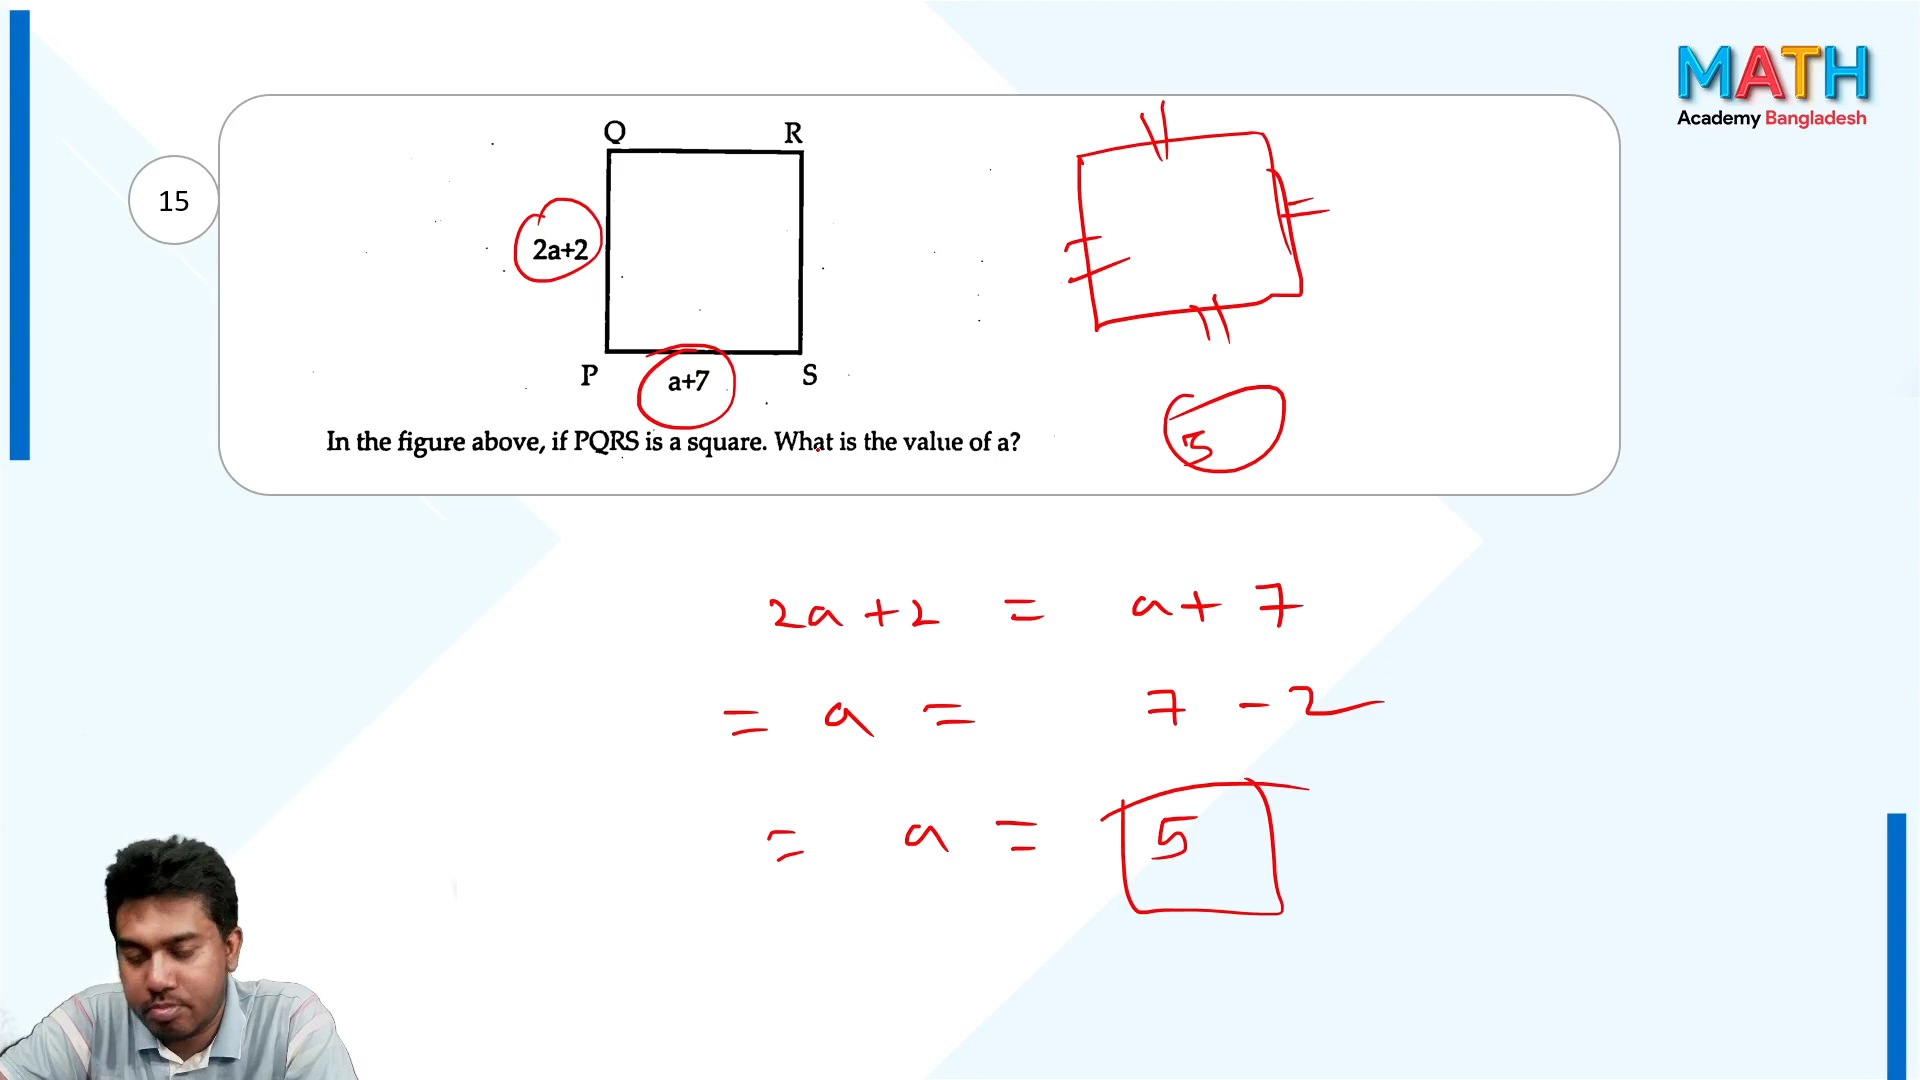 MATH
Academy Bangladesh
15
Q R
2a+2
P a+7 S
In the figure above, if PQRS is a square. What is the value of a?
5
2a + 2 = a + 7
= a = 7 - 2
= a = 5